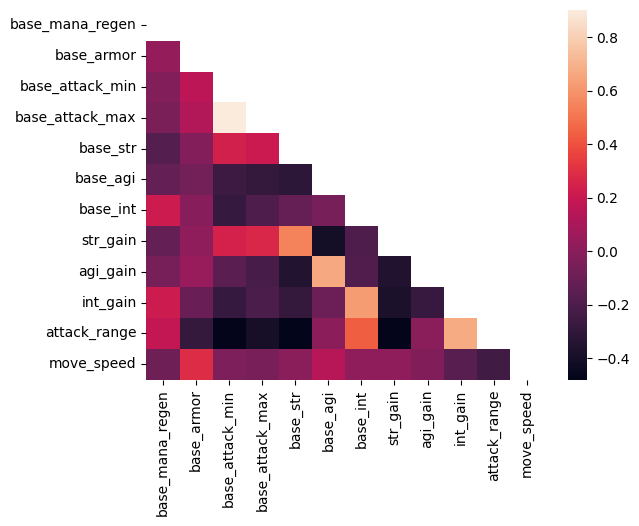 base_mana_regen
base_armor
base_attack_min
base_attack_max
base_str
base_agi
base_int
str_gain
agi_gain
int_gain
attack_range
move_speed
base_mana_regen
base_armor
base_attack_min
base_attack_max
base_str
base_agi
base_int
str_gain
agi_gain
int_gain
attack_range
move_speed
0.8
0.6
0.4
0.2
0.0
−0.2
−0.4